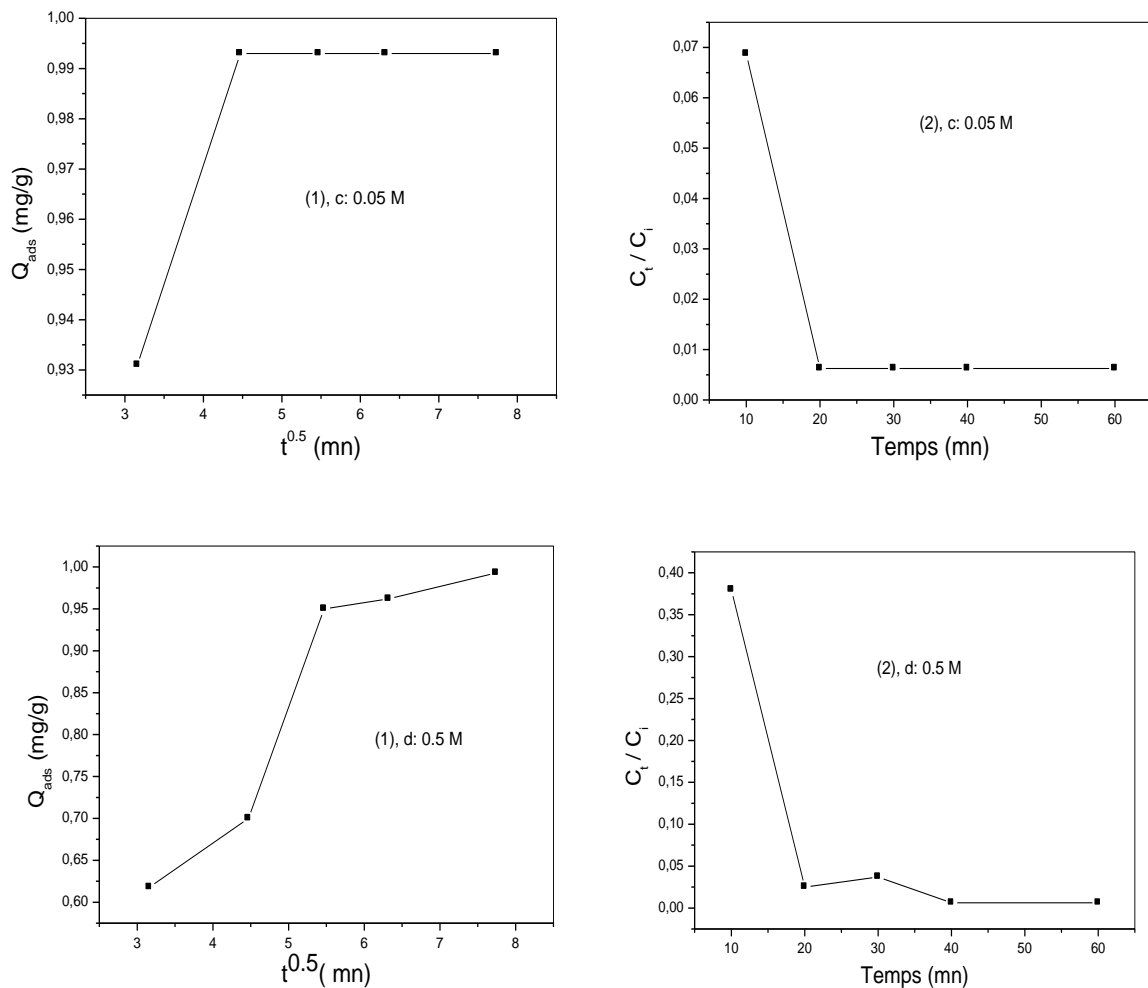 1,00
0,99
0,98
0,97
0,96
0,95
0,94
0,93
Q_ads (mg/g)
(1), c: 0.05 M
3 4 5 6 7 8
t^0.5 (mn)
0,07
0,06
0,05
0,04
0,03
0,02
0,01
0,00
C_t / C_i
(2), c: 0.05 M
10 20 30 40 50 60
Temps (mn)
1,00
0,95
0,90
0,85
0,80
0,75
0,70
0,65
0,60
Q_ads (mg/g)
(1), d: 0.5 M
3 4 5 6 7 8
t^0.5( mn)
0,40
0,35
0,30
0,25
0,20
0,15
0,10
0,05
0,00
C_t / C_i
(2), d: 0.5 M
10 20 30 40 50 60
Temps (mn)